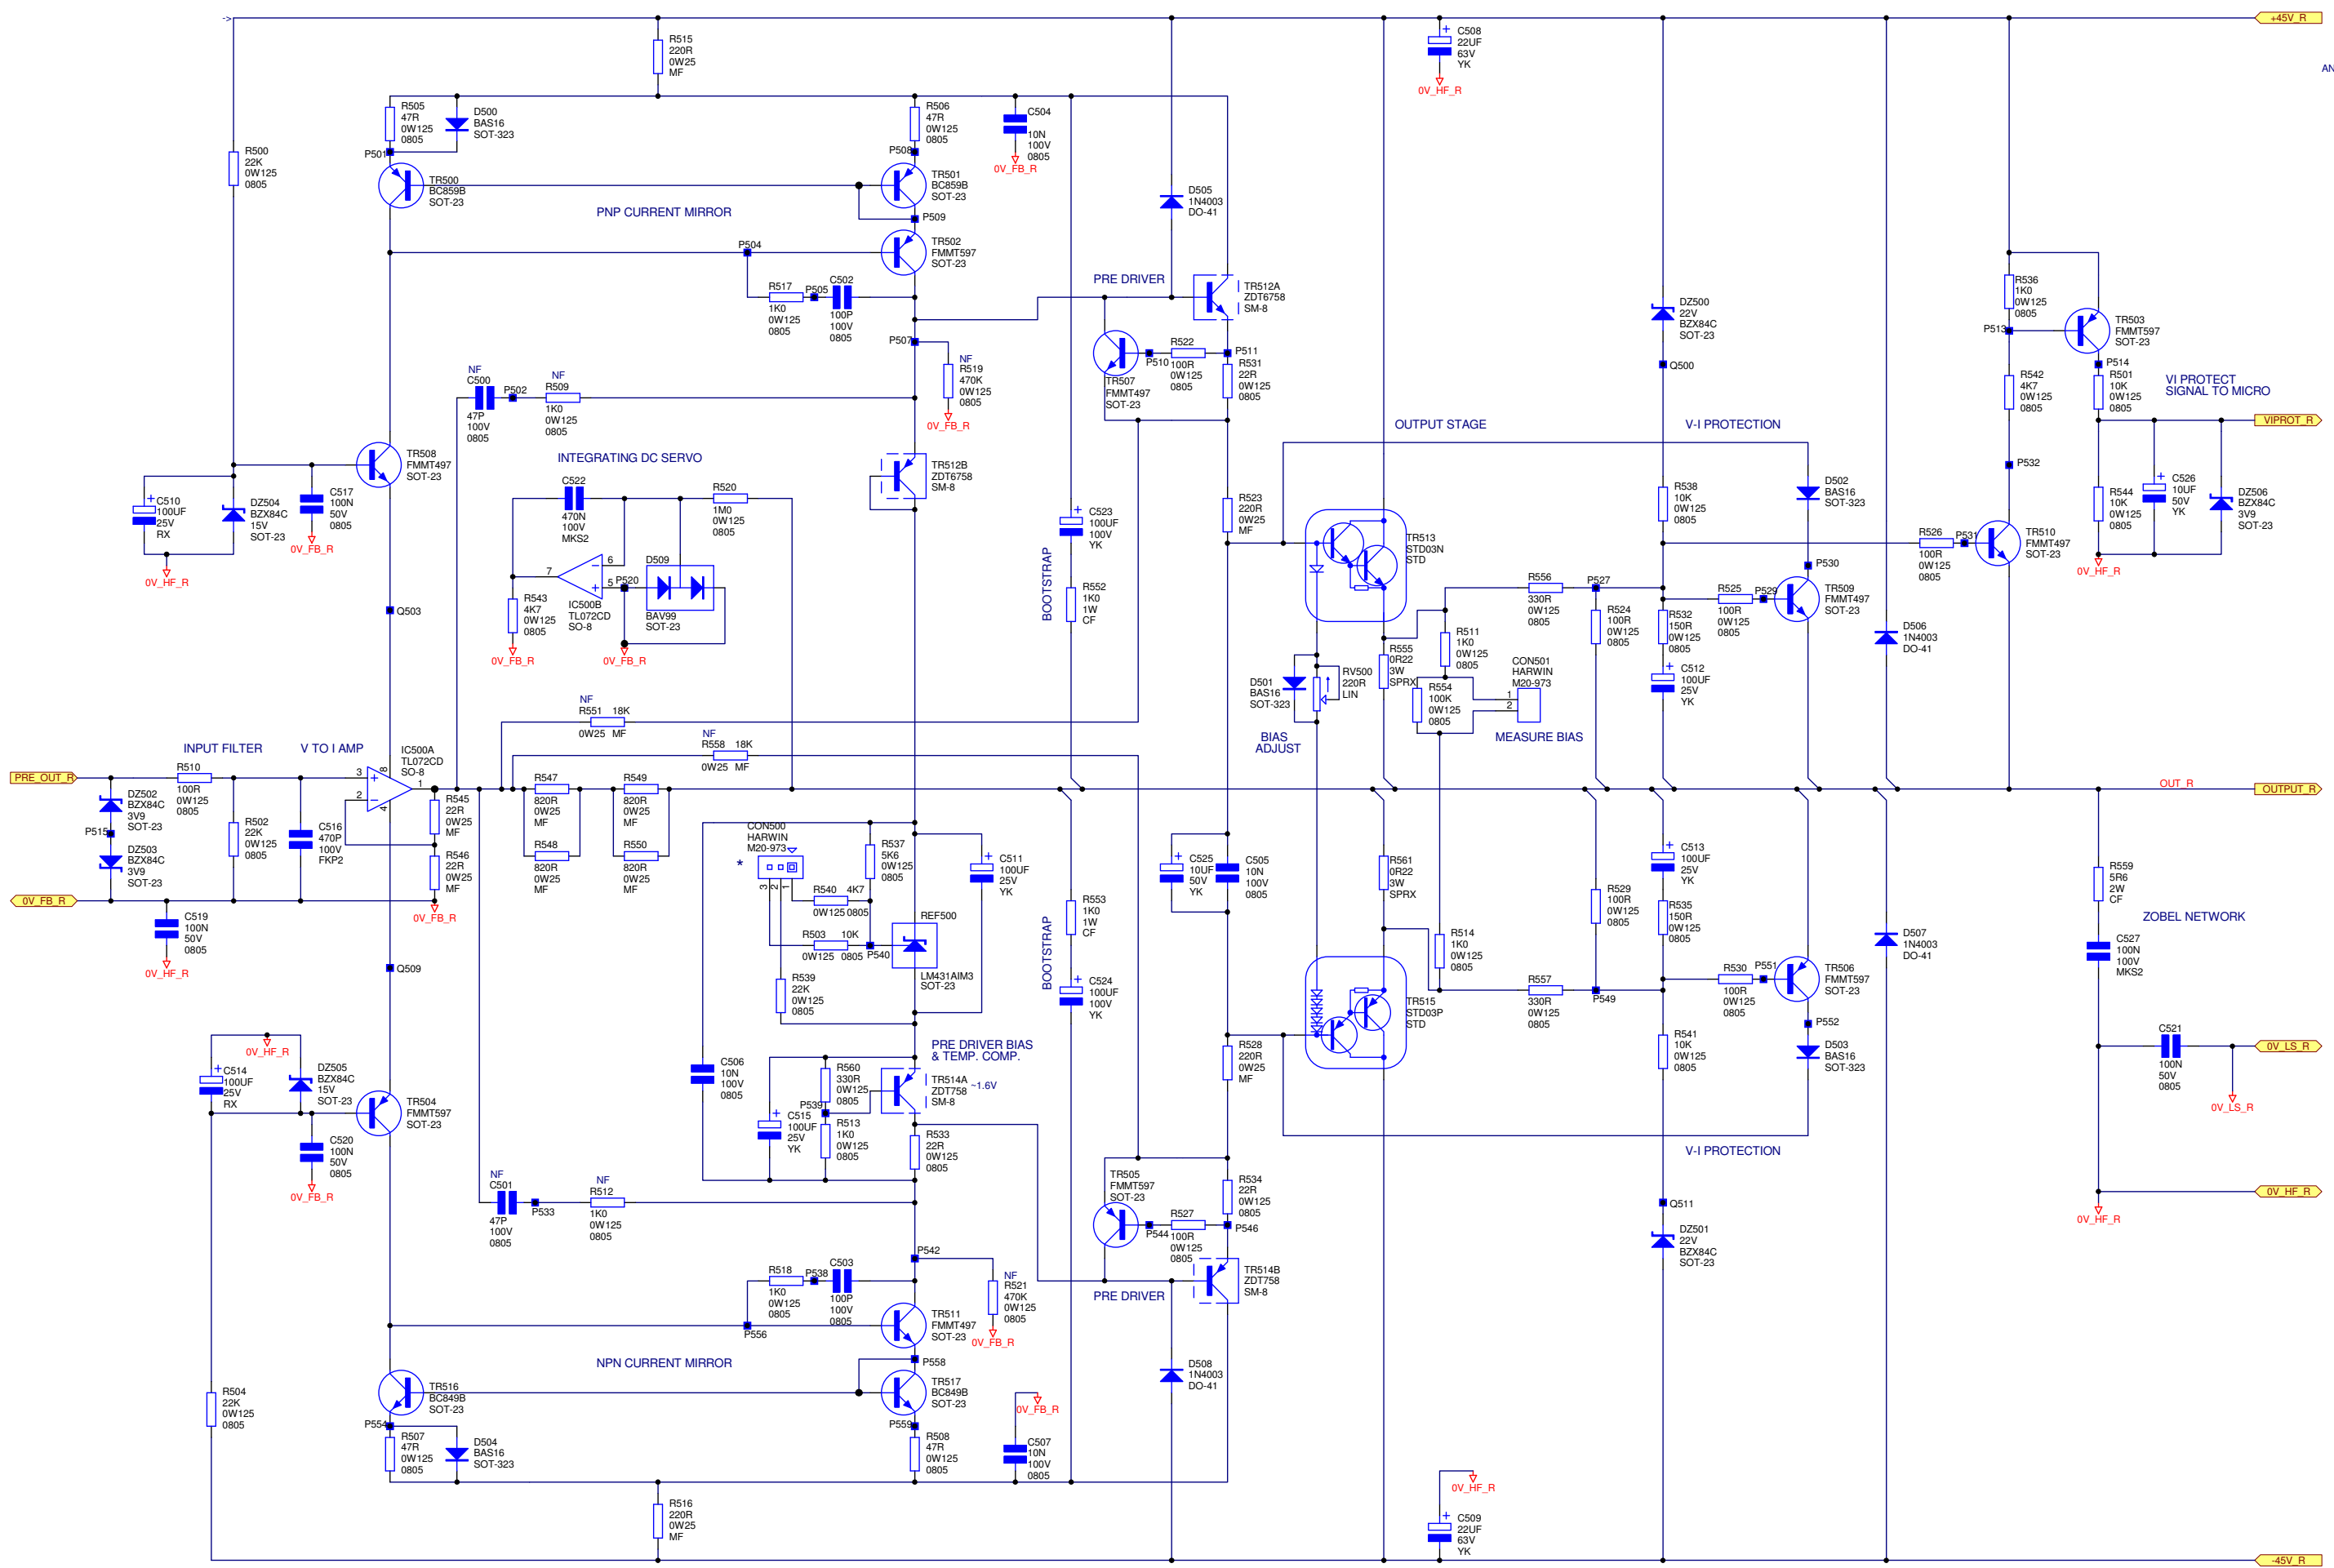 ->
+45V_R
AN
R515
220R
0W25
MF
C508
22UF
63V
YK
0V_HF_R
R505
47R
0W125
0805
D500
BAS16
SOT-323
R506
47R
0W125
0805
C504
10N
100V
0805
0V_FB_R
R500
22K
0W125
0805
P501
TR500
BC859B
SOT-23
P508
TR501
BC859B
SOT-23
P509
PNP CURRENT MIRROR
D505
1N4003
DO-41
P504
TR502
FMMT597
SOT-23
R517
1K0
0W125
0805
P505
C502
100P
100V
0805
PRE DRIVER
TR512A
ZDT6758
SM-8
DZ500
22V
BZX84C
SOT-23
Q500
R536
1K0
0W125
0805
P513
TR503
FMMT597
SOT-23
P514
R501
10K
0W125
0805
R542
4K7
0W125
0805
VI PROTECT
SIGNAL TO MICRO
P507
NF
R519
470K
0W125
0805
0V_FB_R
NF
C500
47P
100V
0805
P502
NF
R509
1K0
0W125
0805
TR507
FMMT497
SOT-23
P510
R522
100R
0W125
0805
P511
R531
22R
0W125
0805
OUTPUT STAGE
V-I PROTECTION
VIPROT_R
P532
TR508
FMMT497
SOT-23
INTEGRATING DC SERVO
TR512B
ZDT6758
SM-8
C510
100UF
25V
RX
DZ504
BZX84C
15V
SOT-23
C517
100N
50V
0805
0V_FB_R
0V_HF_R
C522
470N
100V
MKS2
R520
1M0
0W125
0805
C523
100UF
100V
YK
BOOTSTRAP
R552
1K0
1W
CF
R523
220R
0W25
MF
R538
10K
0W125
0805
D502
BAS16
SOT-323
R544
10K
0W125
0805
C526
10UF
50V
YK
DZ506
BZX84C
3V9
SOT-23
0V_HF_R
TR513
STD03N
STD
R526
100R
0W125
0805
P531
TR510
FMMT497
SOT-23
7
6
5
P520
D509
BAV99
SOT-23
IC500B
TL072CD
SO-8
R543
4K7
0W125
0805
0V_FB_R
0V_FB_R
Q503
P530
R556
330R
0W125
0805
P527
R524
100R
0W125
0805
R525
100R
0W125
0805
P529
TR509
FMMT497
SOT-23
R532
150R
0W125
0805
D506
1N4003
DO-41
R511
1K0
0W125
0805
R555
0R22
3W
SPRX
D501
BAS16
SOT-323
RV500
220R
LIN
R554
100K
0W125
0805
CON501
HARWIN
M20-973
1
2
C512
100UF
25V
YK
BIAS
ADJUST
MEASURE BIAS
NF
R551 18K
0W25 MF
NF
R558 18K
0W25 MF
INPUT FILTER
V TO I AMP
IC500A
TL072CD
SO-8
PRE_OUT_R
R510
100R
0W125
0805
3
2
8
4
1
DZ502
BZX84C
3V9
SOT-23
P515
DZ503
BZX84C
3V9
SOT-23
R502
22K
0W125
0805
C516
470P
100V
FKP2
R545
22R
0W25
MF
R546
22R
0W25
MF
R547
820R
0W25
MF
R549
820R
0W25
MF
R548
820R
0W25
MF
R550
820R
0W25
MF
OUT_R
OUTPUT_R
0V_FB_R
0V_FB_R
C519
100N
50V
0805
0V_HF_R
CON500
HARWIN
M20-973
*
3
2
1
R537
5K6
0W125
0805
R540 4K7
0W125 0805
R503 10K
0W125 0805
P540
C511
100UF
25V
YK
REF500
LM431AIM3
SOT-23
R539
22K
0W125
0805
C525
10UF
50V
YK
C505
10N
100V
0805
R553
1K0
1W
CF
BOOTSTRAP
C524
100UF
100V
YK
R561
0R22
3W
SPRX
C513
100UF
25V
YK
R529
100R
0W125
0805
R535
150R
0W125
0805
R514
1K0
0W125
0805
R559
5R6
2W
CF
ZOBEL NETWORK
C527
100N
100V
MKS2
D507
1N4003
DO-41
Q509
TR515
STD03P
STD
R557
330R
0W125
0805
P549
R530
100R
0W125
0805
P551
TR506
FMMT597
SOT-23
P552
D503
BAS16
SOT-323
R541
10K
0W125
0805
R528
220R
0W25
MF
C521
100N
50V
0805
0V_LS_R
0V_LS_R
0V_HF_R
C514
100UF
25V
RX
DZ505
BZX84C
15V
SOT-23
TR504
FMMT597
SOT-23
C520
100N
50V
0805
0V_FB_R
PRE DRIVER BIAS
& TEMP. COMP.
C506
10N
100V
0805
R560
330R
0W125
0805
TR514A
ZDT758
SM-8
~1.6V
P539
C515
100UF
25V
YK
R513
1K0
0W125
0805
R533
22R
0W125
0805
V-I PROTECTION
NF
C501
47P
100V
0805
P533
NF
R512
1K0
0W125
0805
TR505
FMMT597
SOT-23
R534
22R
0W125
0805
P544
R527
100R
0W125
0805
P546
Q511
DZ501
22V
BZX84C
SOT-23
0V_HF_R
0V_HF_R
P542
R518
1K0
0W125
0805
P538
C503
100P
100V
0805
NF
R521
470K
0W125
0805
0V_FB_R
TR514B
ZDT758
SM-8
PRE DRIVER
P556
TR511
FMMT497
SOT-23
NPN CURRENT MIRROR
P558
D508
1N4003
DO-41
R504
22K
0W125
0805
TR516
BC849B
SOT-23
TR517
BC849B
SOT-23
0V_FB_R
P554
R507
47R
0W125
0805
D504
BAS16
SOT-323
P559
R508
47R
0W125
0805
C507
10N
100V
0805
0V_HF_R
R516
220R
0W25
MF
C509
22UF
63V
YK
-45V_R